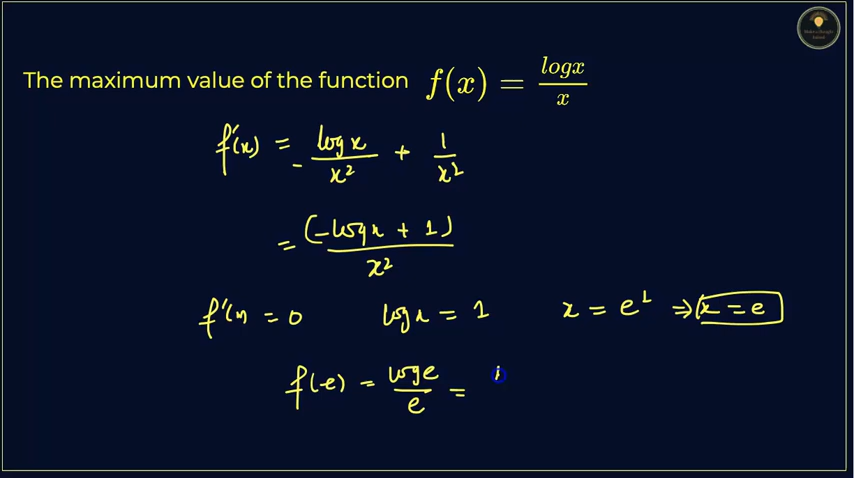 The maximum value of the function f(x) = logx/x
f'(x) = - logx/x² + 1/x²
= (-logx + 1)/x²
f'(x) = 0 logx = 1 x = e¹ ⇒ x = e
f(e) = loge/e = 1